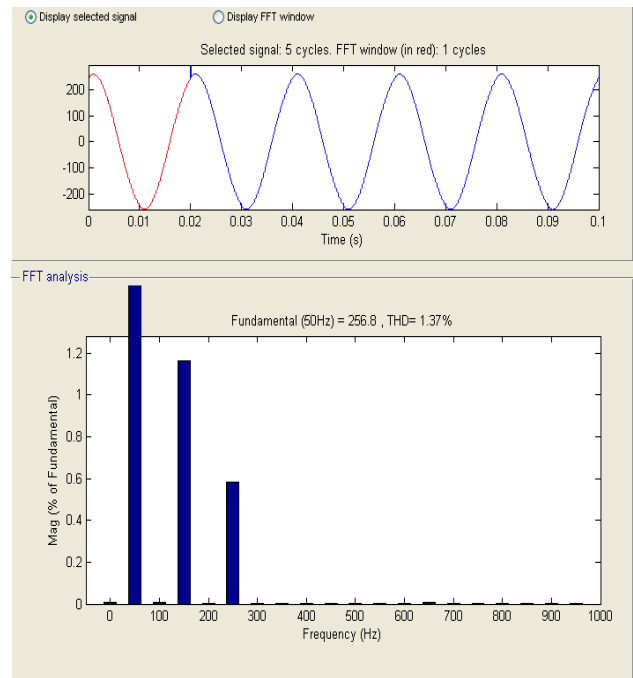 Display selected signal
Display FFT window
Selected signal: 5 cycles. FFT window (in red): 1 cycles
200
100
0
-100
-200
0 0.01 0.02 0.03 0.04 0.05 0.06 0.07 0.08 0.09 0.1
Time (s)
FFT analysis
Fundamental (50Hz) = 256.8 , THD= 1.37%
Mag (% of Fundamental)
1.2
1
0.8
0.6
0.4
0.2
0
0 100 200 300 400 500 600 700 800 900 1000
Frequency (Hz)